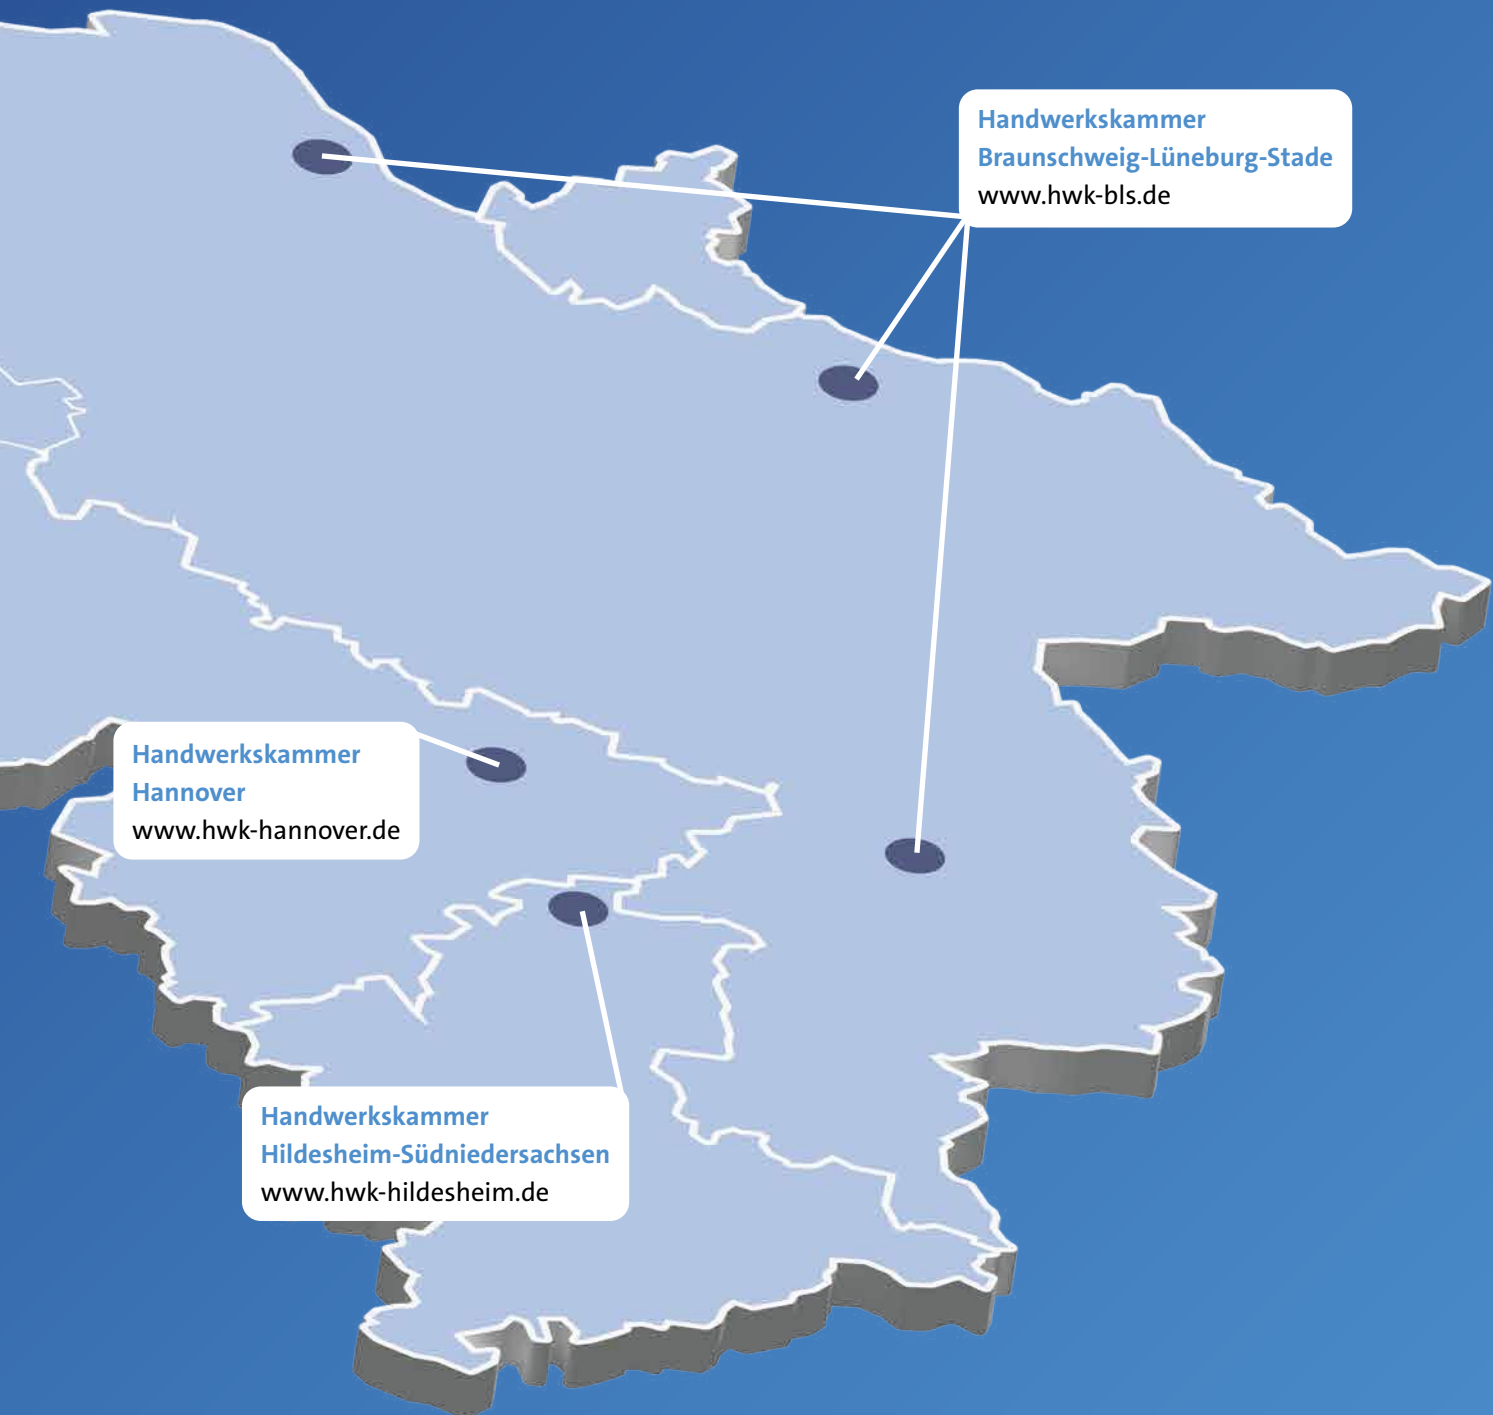 Handwerkskammer
Braunschweig-Lüneburg-Stade
www.hwk-bls.de
Handwerkskammer
Hannover
www.hwk-hannover.de
Handwerkskammer
Hildesheim-Südniedersachsen
www.hwk-hildesheim.de